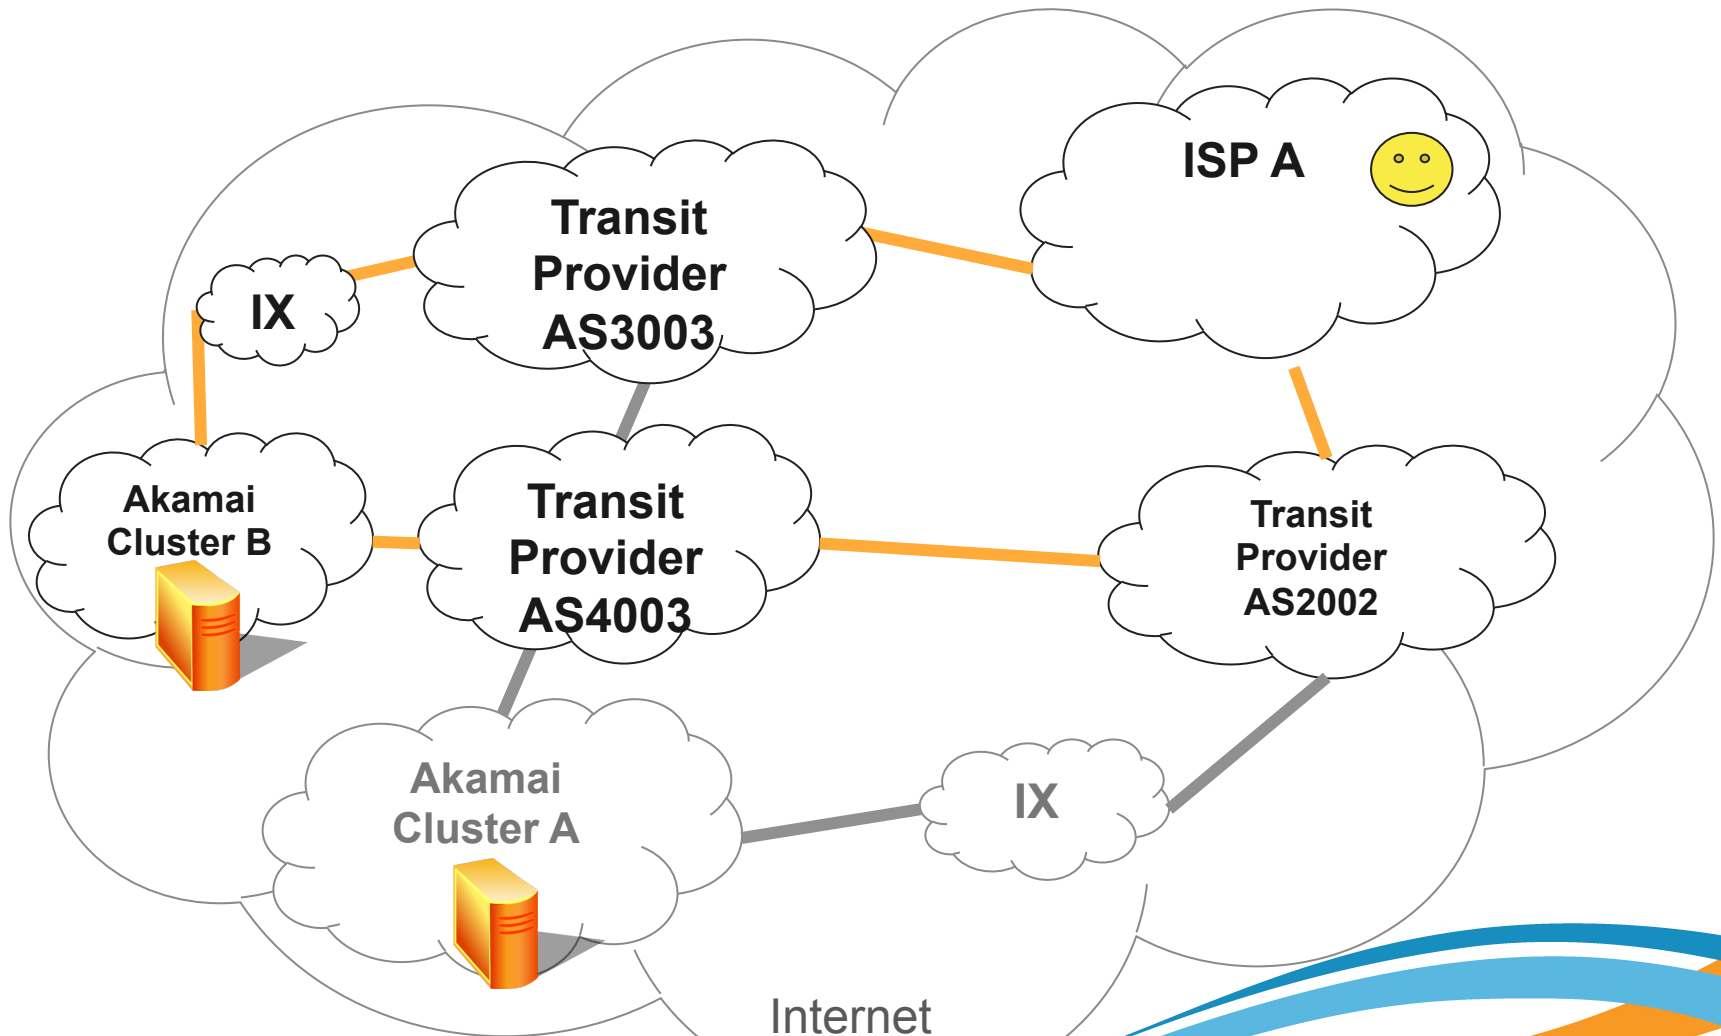 ISP A
Transit
Provider
AS3003
IX
Akamai
Cluster B
Transit
Provider
AS4003
Transit
Provider
AS2002
Akamai
Cluster A
IX
Internet